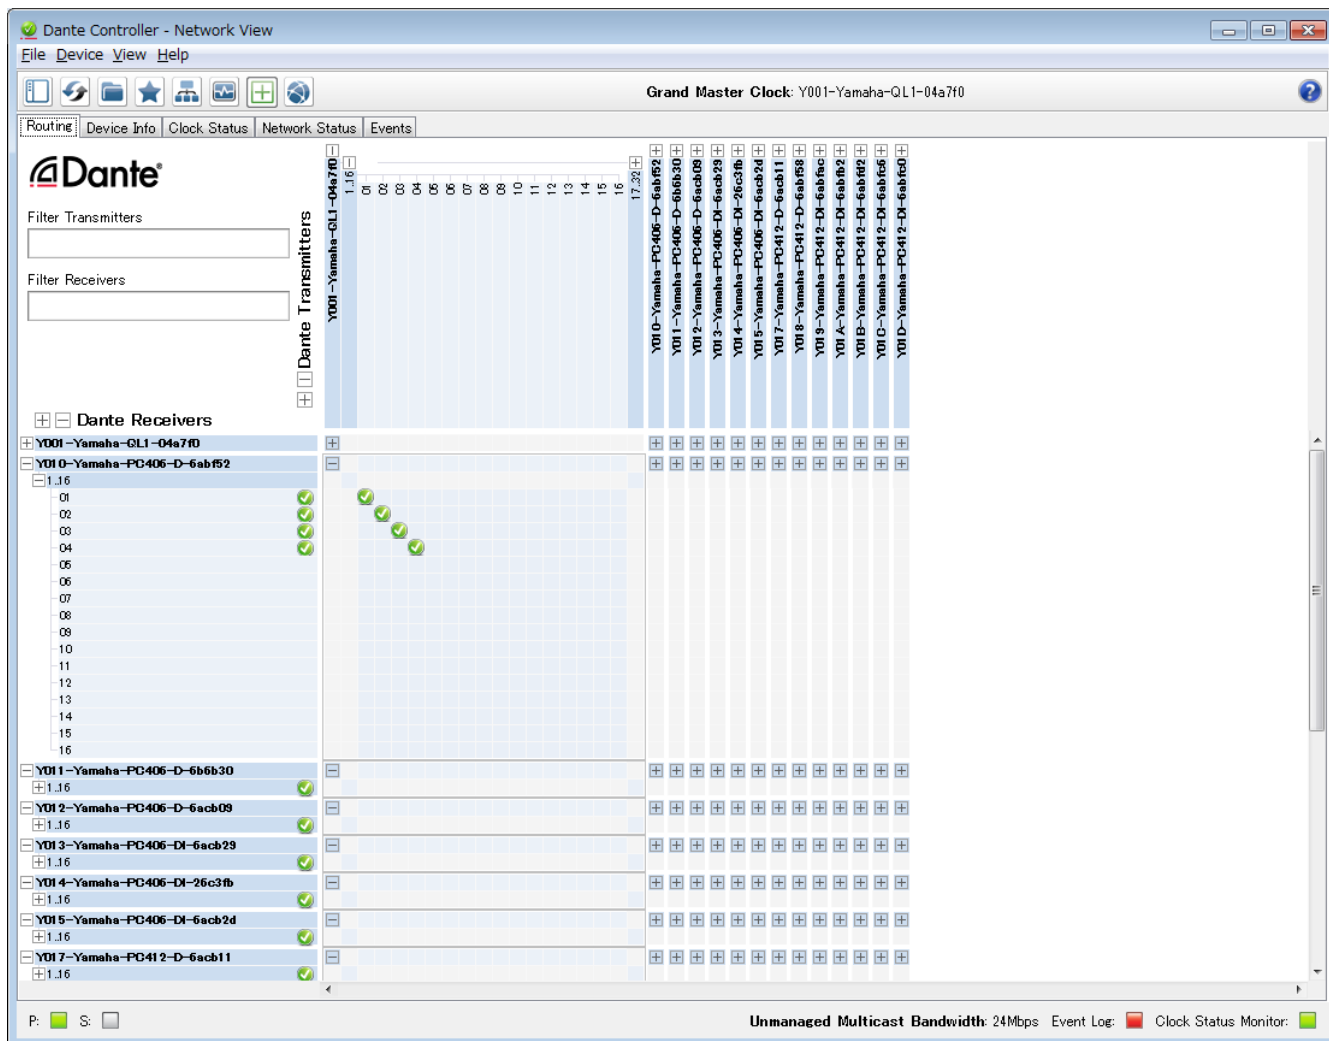 Dante Controller - Network View
File Device View Help
Grand Master Clock: Y001-Yamaha-QL1-04a7f0
Routing Device Info Clock Status Network Status Events
Dante
Filter Transmitters
Filter Receivers
Dante Transmitters
Y001-Yamaha-QL1-04a7f0
1..16
01
02
03
04
05
06
07
08
09
10
11
12
13
14
15
16
17..32
Y010-Yamaha-PC406-D-6abf52
Y011-Yamaha-PC406-D-6b6b30
Y012-Yamaha-PC406-D-6acb09
Y013-Yamaha-PC406-DI-6acb29
Y014-Yamaha-PC406-DI-26c3fb
Y015-Yamaha-PC406-DI-6acb2d
Y017-Yamaha-PC412-D-6acb11
Y018-Yamaha-PC412-D-6abf58
Y019-Yamaha-PC412-DI-6abfac
Y01A-Yamaha-PC412-DI-6abfb2
Y01B-Yamaha-PC412-DI-6abfd2
Y01C-Yamaha-PC412-DI-6abfc6
Y01D-Yamaha-PC412-DI-6abfc0
Dante Receivers
Y001-Yamaha-QL1-04a7f0
Y010-Yamaha-PC406-D-6abf52
1..16
01
02
03
04
05
06
07
08
09
10
11
12
13
14
15
16
Y011-Yamaha-PC406-D-6b6b30
1..16
Y012-Yamaha-PC406-D-6acb09
1..16
Y013-Yamaha-PC406-DI-6acb29
1..16
Y014-Yamaha-PC406-DI-26c3fb
1..16
Y015-Yamaha-PC406-DI-6acb2d
1..16
Y017-Yamaha-PC412-D-6acb11
1..16
P: S: Unmanaged Multicast Bandwidth: 24Mbps Event Log: Clock Status Monitor: